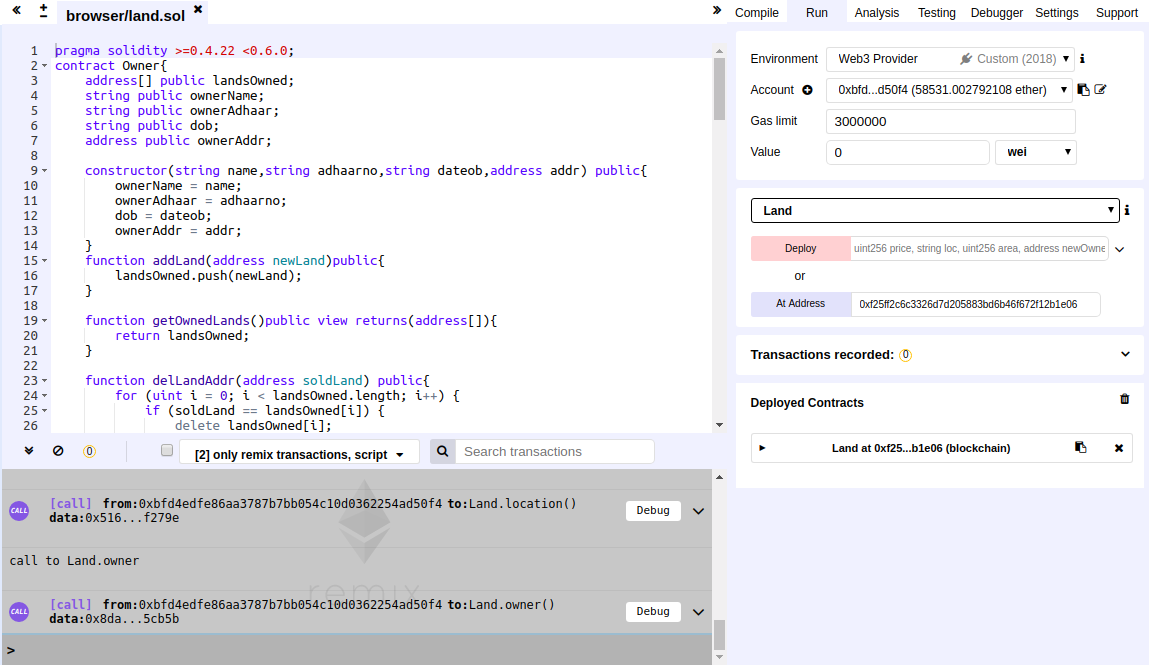 browser/land.sol
Compile Run Analysis Testing Debugger Settings Support
1 pragma solidity >=0.4.22 <0.6.0;
2 contract Owner{
3 address[] public landsOwned;
4 string public ownerName;
5 string public ownerAdhaar;
6 string public dob;
7 address public ownerAddr;
8
9 constructor(string name,string adhaarno,string dateob,address addr) public{
10 ownerName = name;
11 ownerAdhaar = adhaarno;
12 dob = dateob;
13 ownerAddr = addr;
14 }
15 function addLand(address newLand)public{
16 landsOwned.push(newLand);
17 }
18
19 function getOwnedLands()public view returns(address[]){
20 return landsOwned;
21 }
22
23 function delLandAddr(address soldLand) public{
24 for (uint i = 0; i < landsOwned.length; i++) {
25 if (soldLand == landsOwned[i]) {
26 delete landsOwned[i];
0 [2] only remix transactions, script Search transactions
[call] from:0xbfd4edfe86aa3787b7bb054c10d0362254ad50f4 to:Land.location()
data:0x516...f279e
CALL
Debug
call to Land.owner
[call] from:0xbfd4edfe86aa3787b7bb054c10d0362254ad50f4 to:Land.owner()
data:0x8da...5cb5b
CALL
Debug
remix
>
Environment Web3 Provider Custom (2018)
Account 0xbfd...d50f4 (58531.002792108 ether)
Gas limit 3000000
Value 0 wei
Land
Deploy uint256 price, string loc, uint256 area, address newOwne
or
At Address 0xf25ff2c6c3326d7d205883bd6b46f672f12b1e06
Transactions recorded: 0
Deployed Contracts
Land at 0xf25...b1e06 (blockchain)